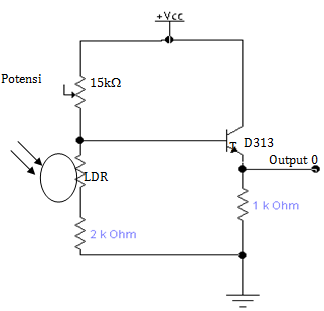 +Vcc
Potensi
15kΩ
T
D313
Output 0
LDR
1 k Ohm
2 k Ohm